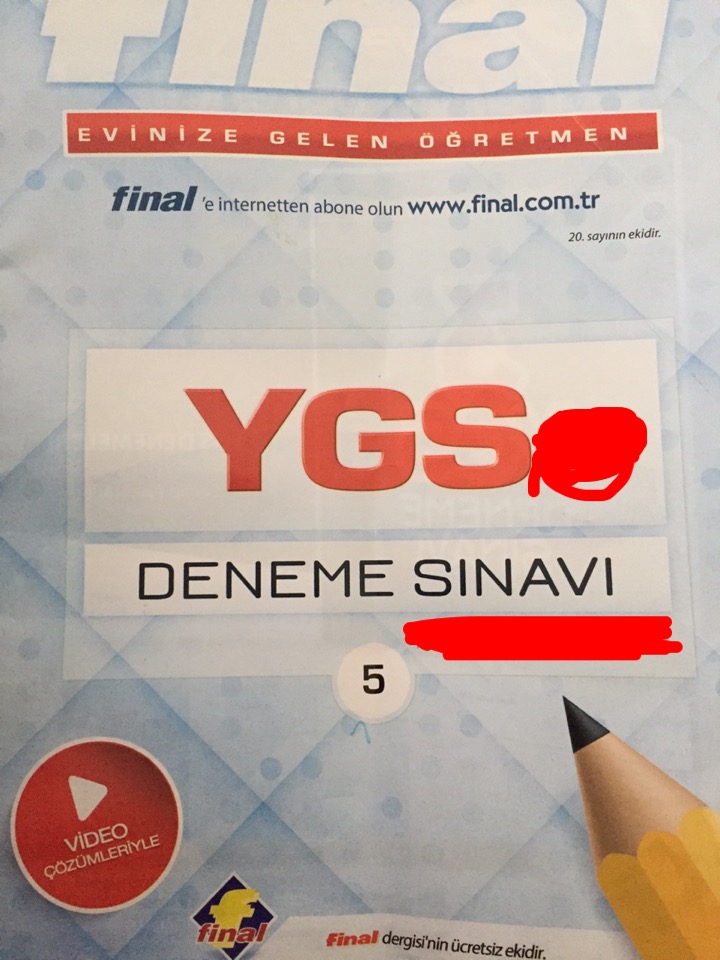 final
EVİNİZE GELEN ÖĞRETMEN
final 'e internetten abone olun www.final.com.tr
20. sayının ekidir.
YGS
DENEME SINAVI
5
VİDEO
ÇÖZÜMLERİYLE
final
final dergisi'nin ücretsiz ekidir.